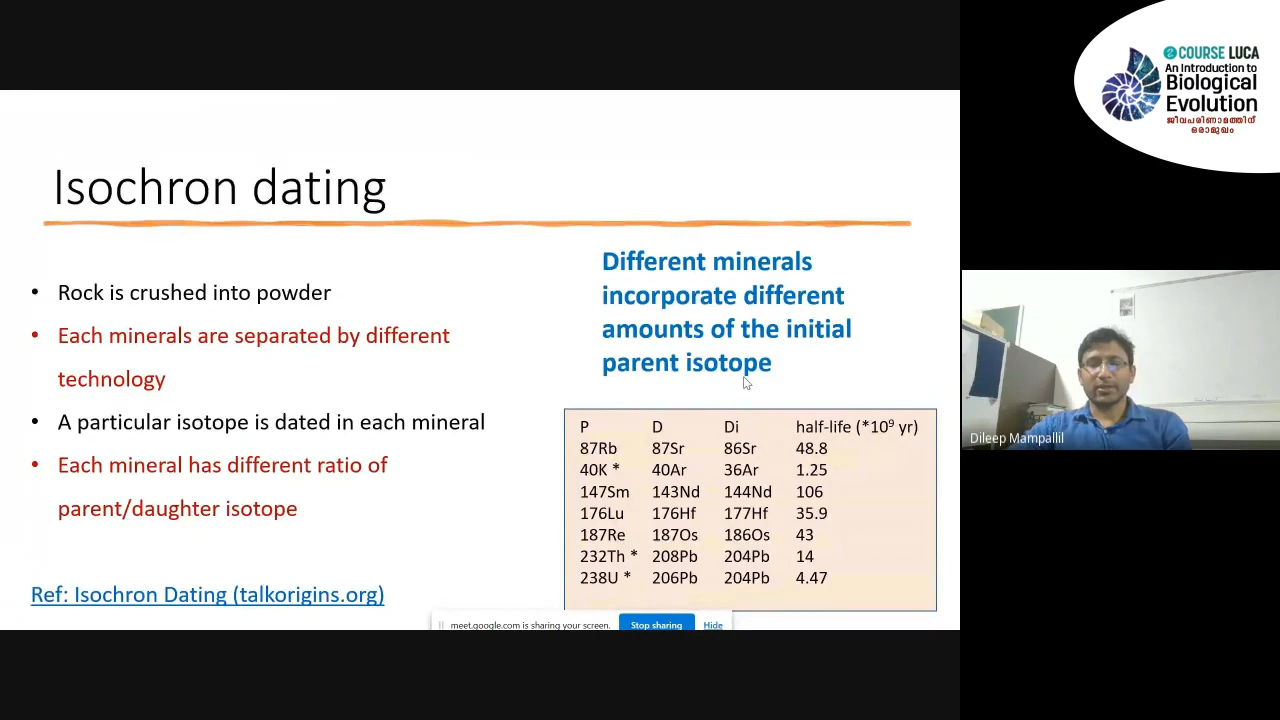 Isochron dating
• Rock is crushed into powder
• Each minerals are separated by different
technology
• A particular isotope is dated in each mineral
• Each mineral has different ratio of
parent/daughter isotope
Ref: Isochron Dating (talkorigins.org)
Different minerals
incorporate different
amounts of the initial
parent isotope
P D Di half-life (*10⁹ yr)
87Rb 87Sr 86Sr 48.8
40K * 40Ar 36Ar 1.25
147Sm 143Nd 144Nd 106
176Lu 176Hf 177Hf 35.9
187Re 187Os 186Os 43
232Th * 208Pb 204Pb 14
238U * 206Pb 204Pb 4.47
meet.google.com is sharing your screen. Stop sharing Hide
COURSE LUCA
An Introduction to
Biological
Evolution
ജീവപരിണാമത്തിന്
ഒരാമുഖം
Dileep Mampallil